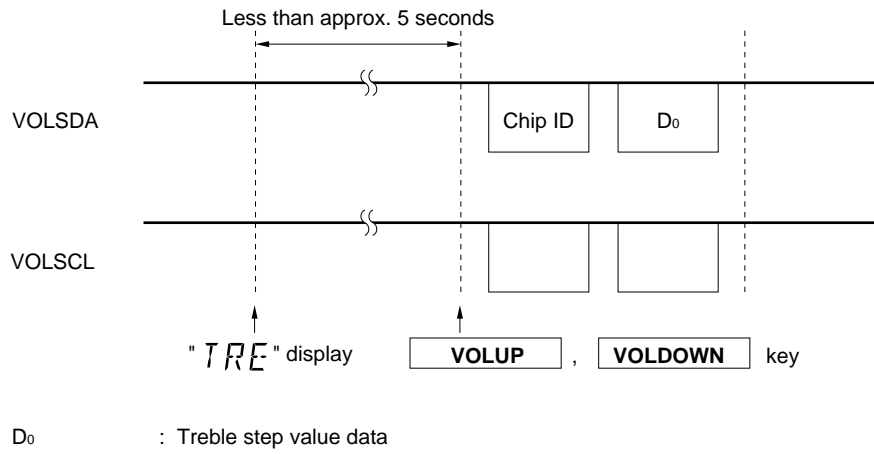 Less than approx. 5 seconds
VOLSDA
Chip ID
D0
VOLSCL
" TRE " display
VOLUP , VOLDOWN key
D0 : Treble step value data